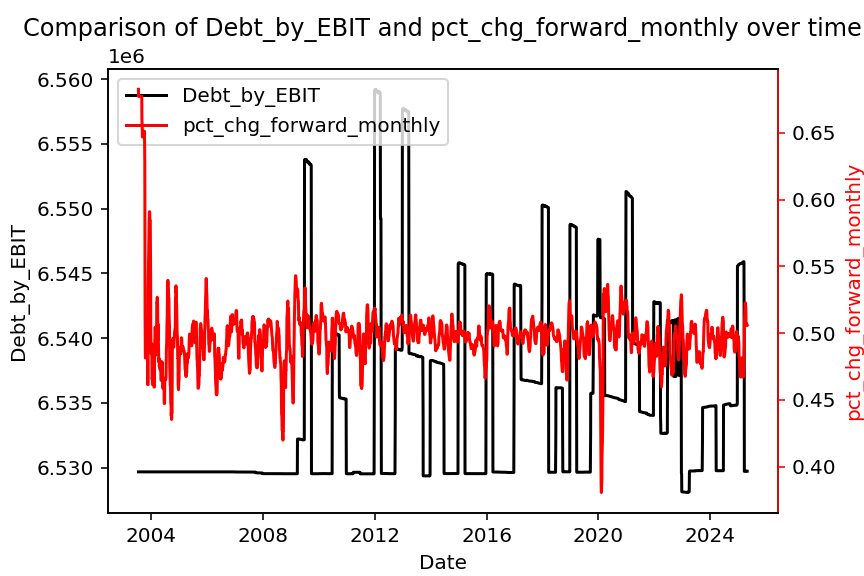 Comparison of Debt_by_EBIT and pct_chg_forward_monthly over time
1e6
6.560
6.555
6.550
6.545
6.540
6.535
6.530
Debt_by_EBIT
Debt_by_EBIT
pct_chg_forward_monthly
0.65
0.60
0.55
0.50
0.45
0.40
pct_chg_forward_monthly
2004
2008
2012
2016
2020
2024
Date